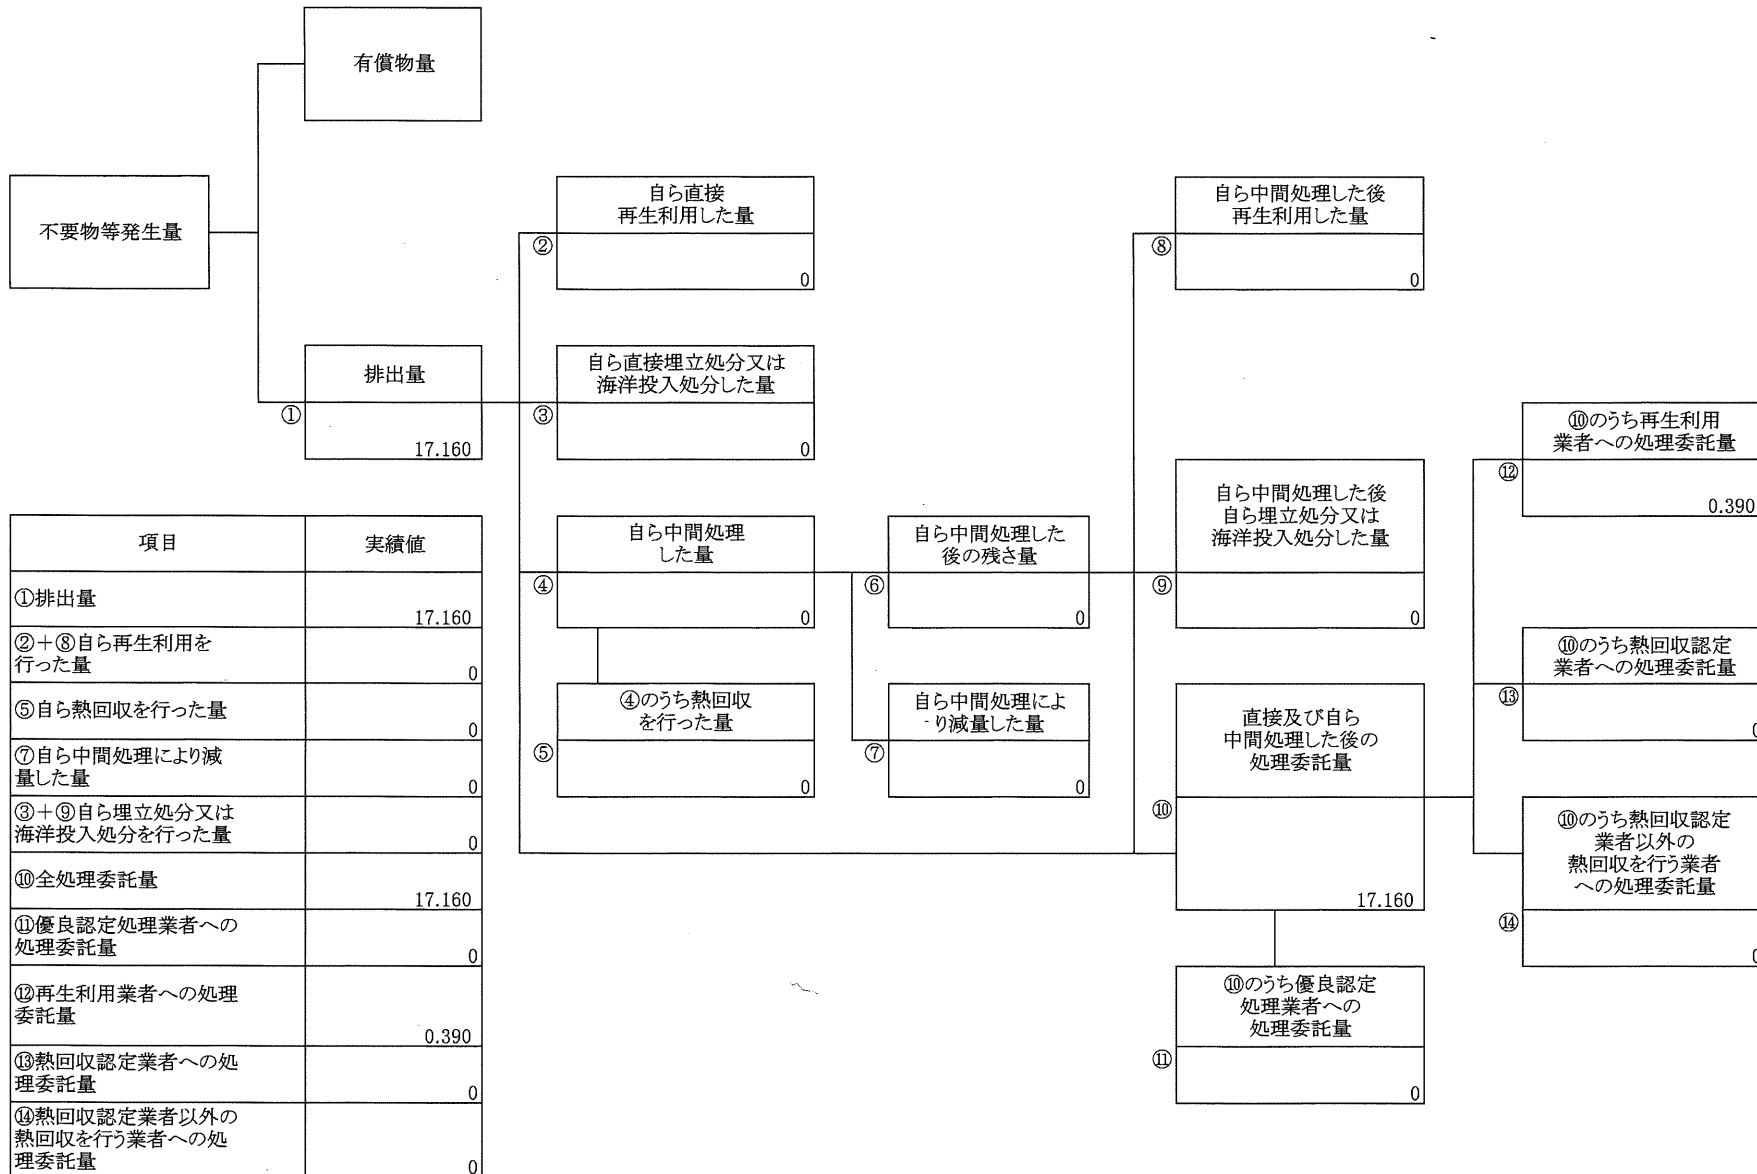 有償物量
不要物等発生量
排出量
①
17.160
自ら直接
再生利用した量
②
0
自ら直接埋立処分又は
海洋投入処分した量
③
0
自ら中間処理
した量
④
0
④のうち熱回収
を行った量
⑤
0
自ら中間処理した
後の残さ量
⑥
0
自ら中間処理によ
り減量した量
⑦
0
自ら中間処理した後
再生利用した量
⑧
0
自ら中間処理した後
自ら埋立処分又は
海洋投入処分した量
⑨
0
直接及び自ら
中間処理した後の
処理委託量
⑩
17.160
⑩のうち優良認定
処理業者への
処理委託量
⑪
0
⑩のうち再生利用
業者への処理委託量
⑫
0.390
⑩のうち熱回収認定
業者への処理委託量
⑬
0
⑩のうち熱回収認定
業者以外の
熱回収を行う業者
への処理委託量
⑭
0
項目 実績値
①排出量
17.160
②+⑧自ら再生利用を
行った量
0
⑤自ら熱回収を行った量
0
⑦自ら中間処理により減
量した量
0
③+⑨自ら埋立処分又は
海洋投入処分を行った量
0
⑩全処理委託量
17.160
⑪優良認定処理業者への
処理委託量
0
⑫再生利用業者への処理
委託量
0.390
⑬熱回収認定業者への処
理委託量
0
⑭熱回収認定業者以外の
熱回収を行う業者への処
理委託量
0